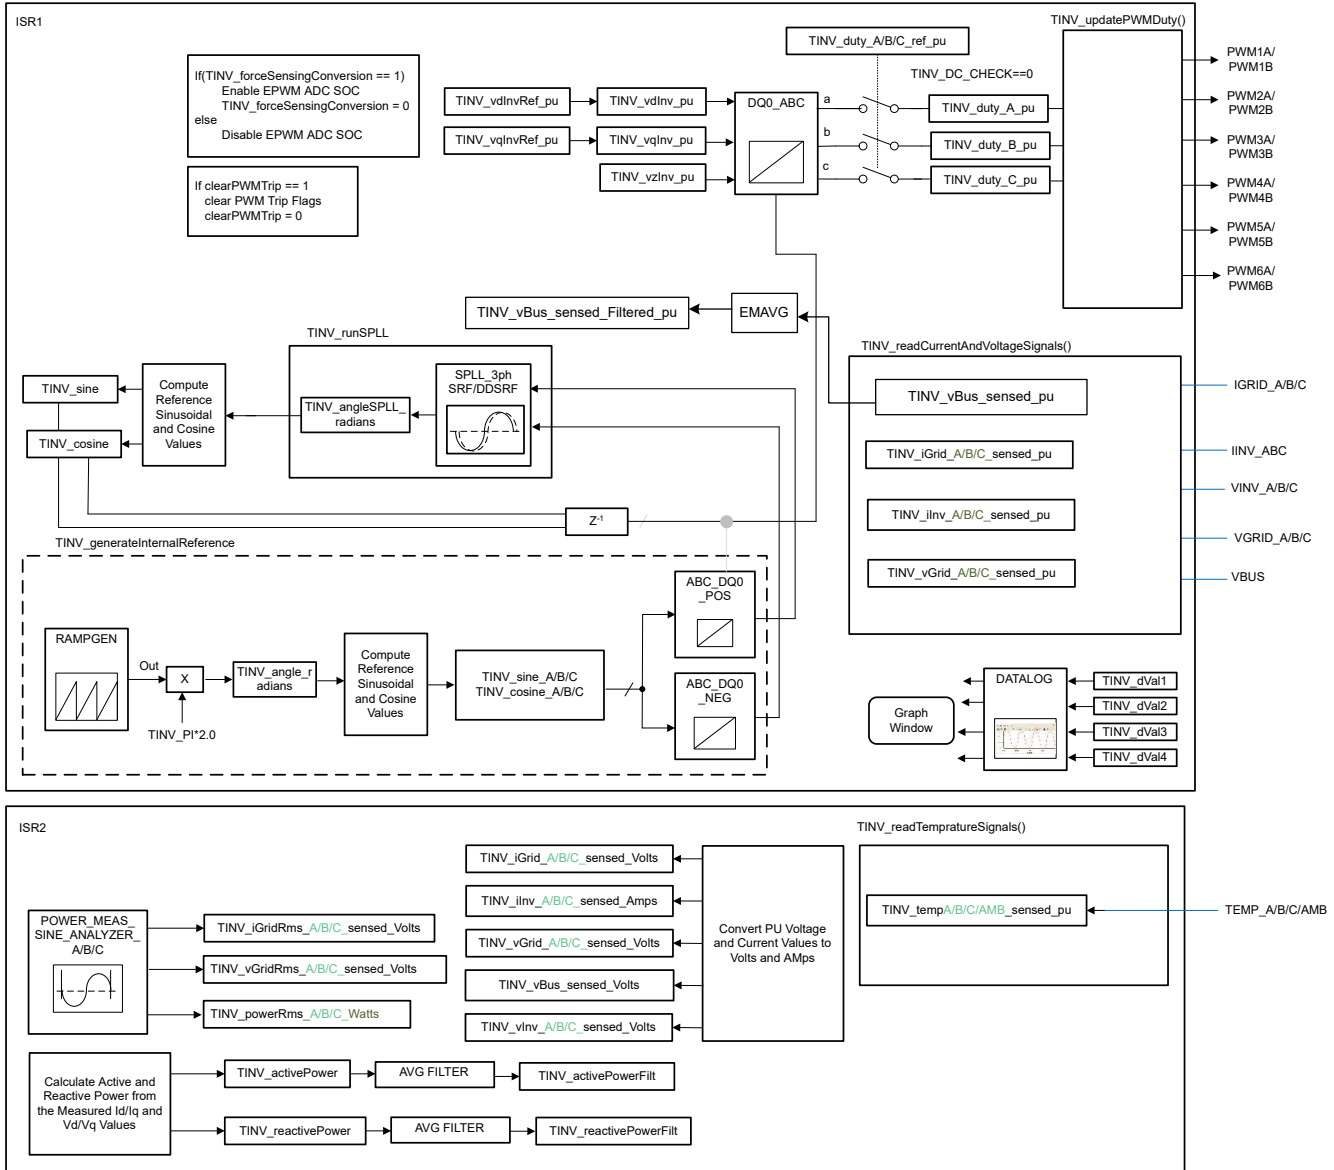 ISR1
TINV_updatePWMDuty()
TINV_duty_A/B/C_ref_pu
TINV_DC_CHECK==0
If(TINV_forceSensingConversion == 1)
Enable EPWM ADC SOC
TINV_forceSensingConversion = 0
else
Disable EPWM ADC SOC
If clearPWMTrip == 1
clear PWM Trip Flags
clearPWMTrip = 0
TINV_vdInvRef_pu
TINV_vdInv_pu
TINV_vqInvRef_pu
TINV_vqInv_pu
TINV_vzInv_pu
DQ0_ABC
a
b
c
TINV_duty_A_pu
TINV_duty_B_pu
TINV_duty_C_pu
PWM1A/
PWM1B
PWM2A/
PWM2B
PWM3A/
PWM3B
PWM4A/
PWM4B
PWM5A/
PWM5B
PWM6A/
PWM6B
TINV_vBus_sensed_Filtered_pu
EMAVG
TINV_runSPLL
SPLL_3ph
SRF/DDSRF
TINV_angleSPLL_
radians
Compute
Reference
Sinusoidal
and Cosine
Values
TINV_sine
TINV_cosine
Z-1
TINV_readCurrentAndVoltageSignals()
TINV_vBus_sensed_pu
TINV_iGrid_A/B/C_sensed_pu
TINV_iInv_A/B/C_sensed_pu
TINV_vGrid_A/B/C_sensed_pu
IGRID_A/B/C
IINV_ABC
VINV_A/B/C
VGRID_A/B/C
VBUS
TINV_generateInternalReference
RAMPGEN
Out
X
TINV_PI*2.0
TINV_angle_r
adians
Compute
Reference
Sinusoidal
and Cosine
Values
TINV_sine_A/B/C
TINV_cosine_A/B/C
ABC_DQ0
_POS
ABC_DQ0
_NEG
Graph
Window
DATALOG
TINV_dVal1
TINV_dVal2
TINV_dVal3
TINV_dVal4
ISR2
POWER_MEAS_
SINE_ANALYZER_
A/B/C
TINV_iGridRms_A/B/C_sensed_Volts
TINV_vGridRms_A/B/C_sensed_Volts
TINV_powerRms_A/B/C_Watts
TINV_iGrid_A/B/C_sensed_Volts
TINV_iInv_A/B/C_sensed_Amps
TINV_vGrid_A/B/C_sensed_Volts
TINV_vBus_sensed_Volts
TINV_vInv_A/B/C_sensed_Volts
Convert PU Voltage
and Current Values to
Volts and AMps
TINV_readTempratureSignals()
TINV_tempA/B/C/AMB_sensed_pu
TEMP_A/B/C/AMB
Calculate Active and
Reactive Power from
the Measured Id/Iq and
Vd/Vq Values
TINV_activePower
AVG FILTER
TINV_activePowerFilt
TINV_reactivePower
AVG FILTER
TINV_reactivePowerFilt